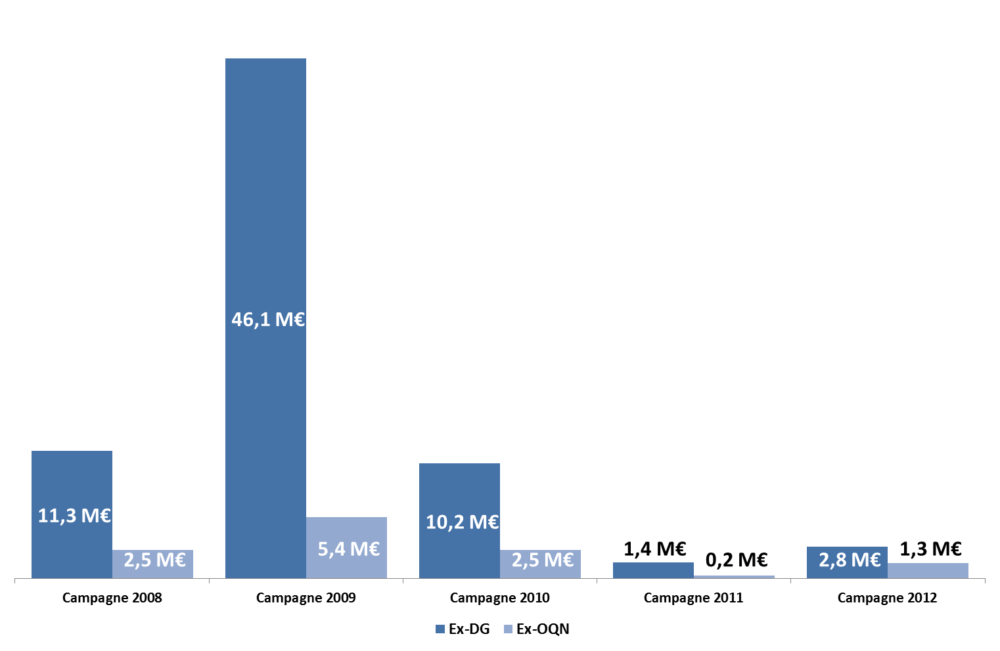 46,1 M€
11,3 M€
2,5 M€
5,4 M€
10,2 M€
2,5 M€
1,4 M€
0,2 M€
2,8 M€
1,3 M€
Campagne 2008
Campagne 2009
Campagne 2010
Campagne 2011
Campagne 2012
Ex-DG
Ex-OQN